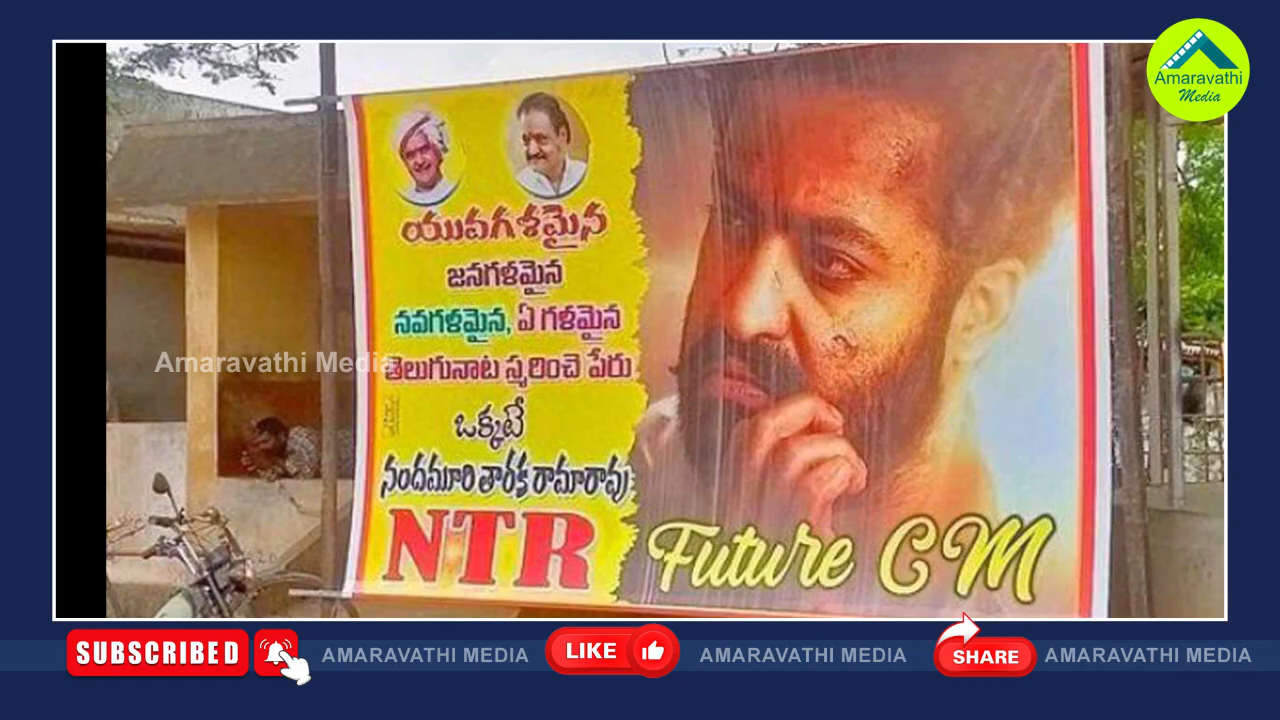 Amaravathi
Media
యువగళమైన
జనగళమైన
నవగళమైన, ఏ గళమైన
తెలుగునాట స్మరించె పేరు
ఒక్కటే
నందమూరి తారక రామారావు
NTR
Future CM
Amaravathi Media
SUBSCRIBED
AMARAVATHI MEDIA
LIKE
AMARAVATHI MEDIA
SHARE
AMARAVATHI MEDIA